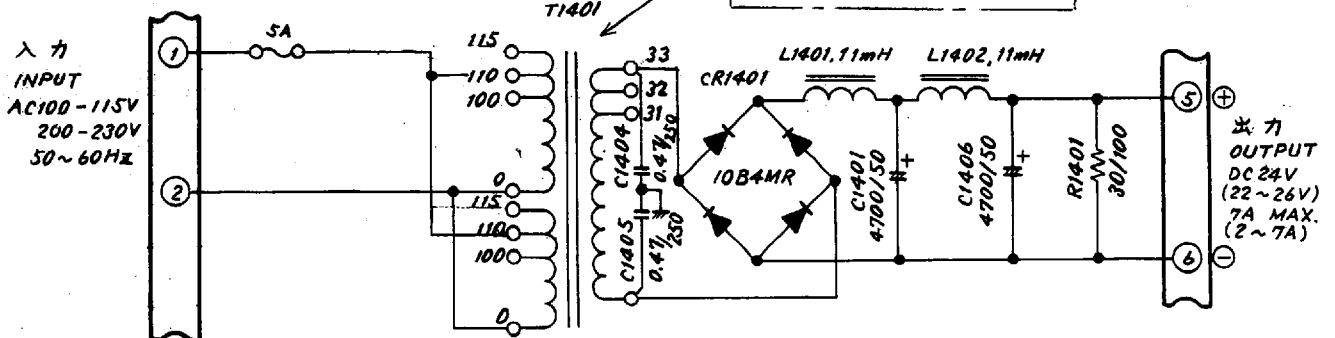 T1401
入力
INPUT
AC100-115V
200-230V
50~60Hz
1
2
5A
115
110
100
0
115
110
100
0
33
32
31
C1404
0.47/250
C1405
0.47/250
CR1401
10B4MR
L1401,11mH
L1402,11mH
C1401
4700/50
+
C1406
4700/50
+
R1401
30/100
5
+
6
−
出力
OUTPUT
DC24V
(22~26V)
7A MAX.
(2~7A)